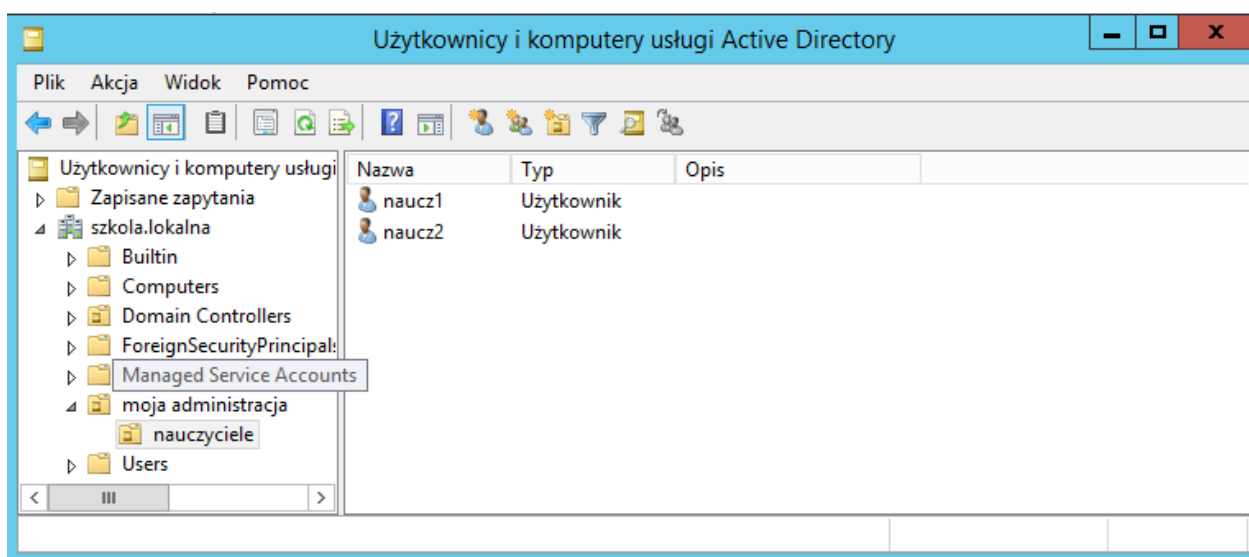 Użytkownicy i komputery usługi Active Directory
Plik Akcja Widok Pomoc
Użytkownicy i komputery usługi
Zapisane zapytania
szkola.lokalna
Builtin
Computers
Domain Controllers
ForeignSecurityPrincipals
Managed Service Accounts
moja administracja
nauczyciele
Users
Nazwa Typ Opis
naucz1 Użytkownik
naucz2 Użytkownik